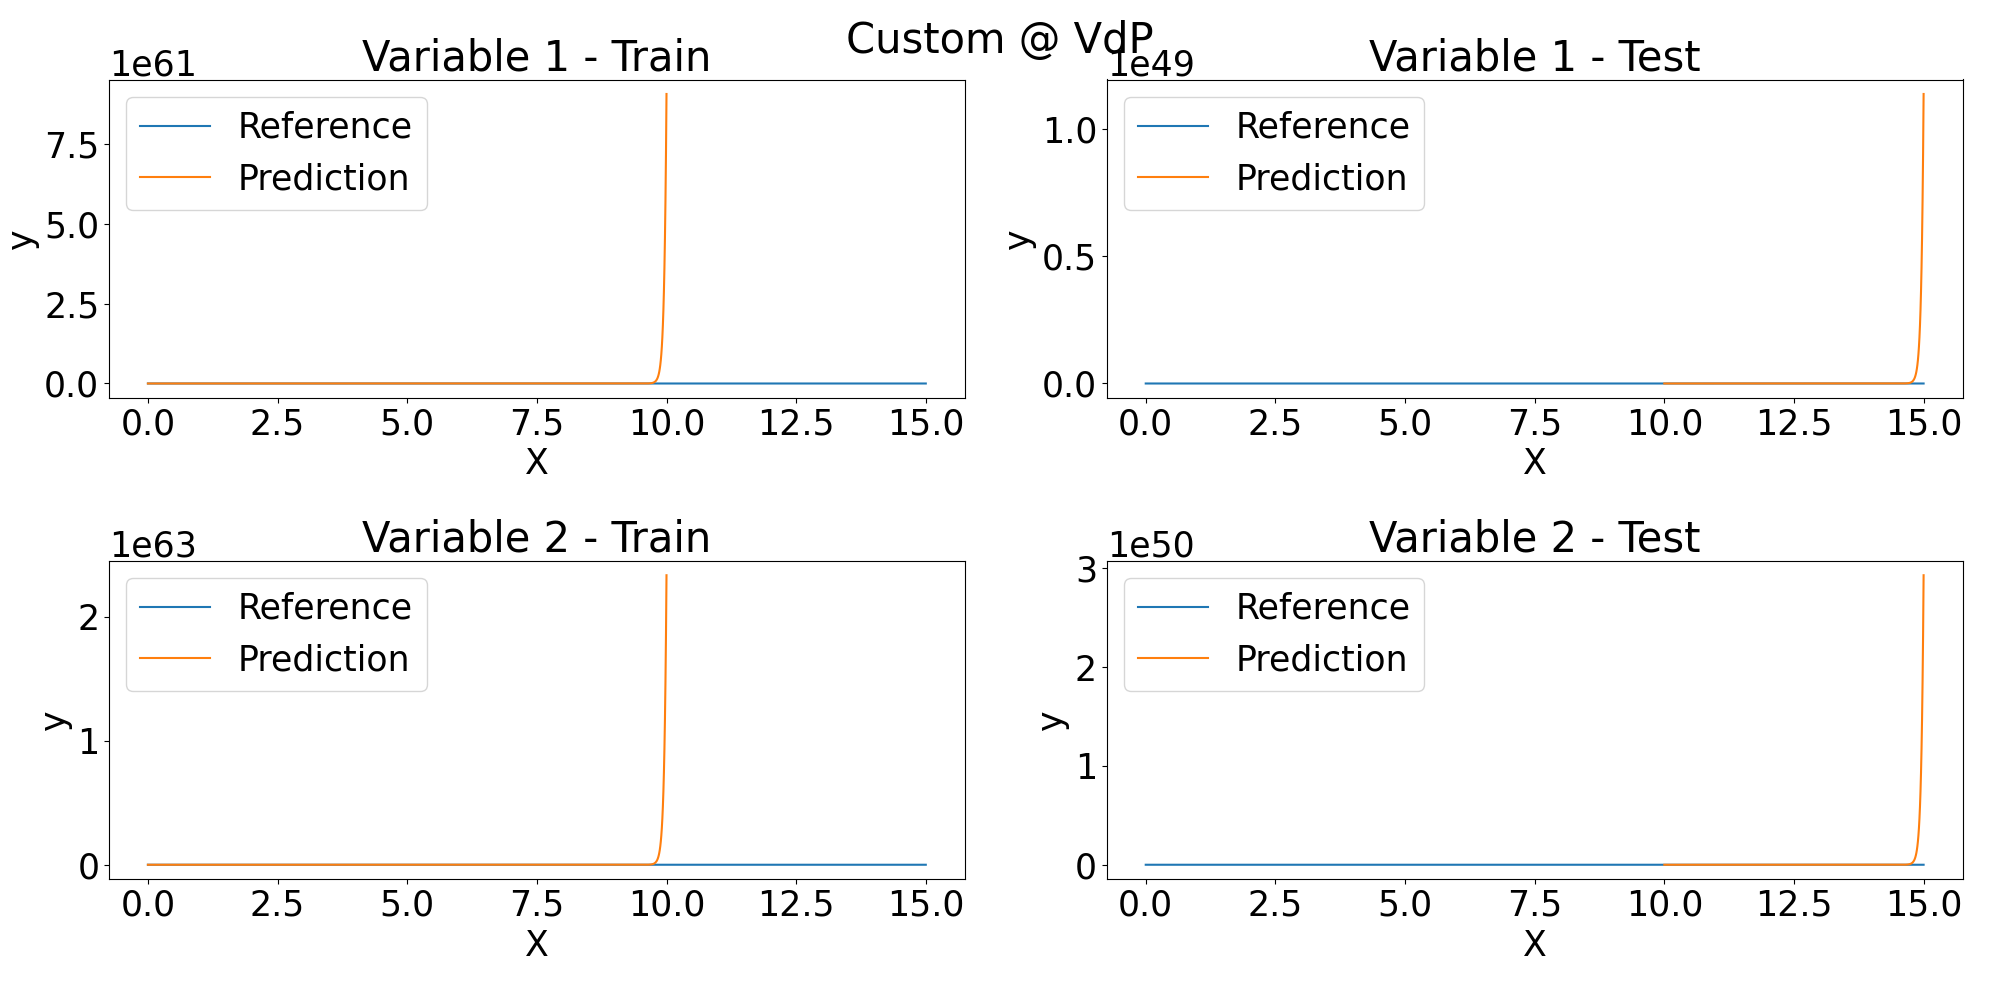 Custom @ VdP
Variable 1 - Train
1e61
Reference
Prediction
7.5
5.0
2.5
0.0
y
0.0 2.5 5.0 7.5 10.0 12.5 15.0
X
Variable 1 - Test
1e49
Reference
Prediction
1.0
0.5
0.0
y
0.0 2.5 5.0 7.5 10.0 12.5 15.0
X
Variable 2 - Train
1e63
Reference
Prediction
2
1
0
y
0.0 2.5 5.0 7.5 10.0 12.5 15.0
X
Variable 2 - Test
1e50
Reference
Prediction
3
2
1
0
y
0.0 2.5 5.0 7.5 10.0 12.5 15.0
X